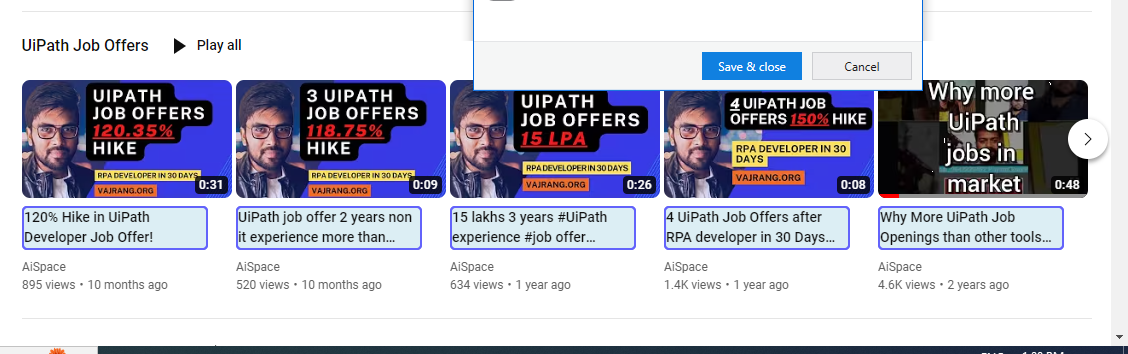 Save & close
Cancel
UiPath Job Offers
Play all
UIPATH
JOB OFFERS
120.35%
HIKE
RPA DEVELOPER IN 30 DAYS
VAJRANG.ORG
0:31
3 UIPATH
JOB OFFERS
118.75%
HIKE
RPA DEVELOPER IN 30 DAYS
VAJRANG.ORG
0:09
UIPATH
JOB OFFERS
15 LPA
RPA DEVELOPER IN 30 DAYS
VAJRANG.ORG
0:26
4 UIPATH JOB
OFFERS 150% HIKE
RPA DEVELOPER IN 30
DAYS
VAJRANG.ORG
0:08
Why more
UiPath
jobs in
market
0:48
120% Hike in UiPath
Developer Job Offer!
UiPath job offer 2 years non
it experience more than...
15 lakhs 3 years #UiPath
experience #job offer...
4 UiPath Job Offers after
RPA developer in 30 Days...
Why More UiPath Job
Openings than other tools...
AiSpace
895 views • 10 months ago
AiSpace
520 views • 10 months ago
AiSpace
634 views • 1 year ago
AiSpace
1.4K views • 1 year ago
AiSpace
4.6K views • 2 years ago